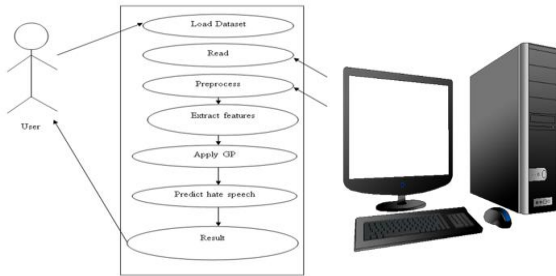 Load Dataset
Read
Preprocess
Extract features
Apply GP
Predict hate speech
Result
User